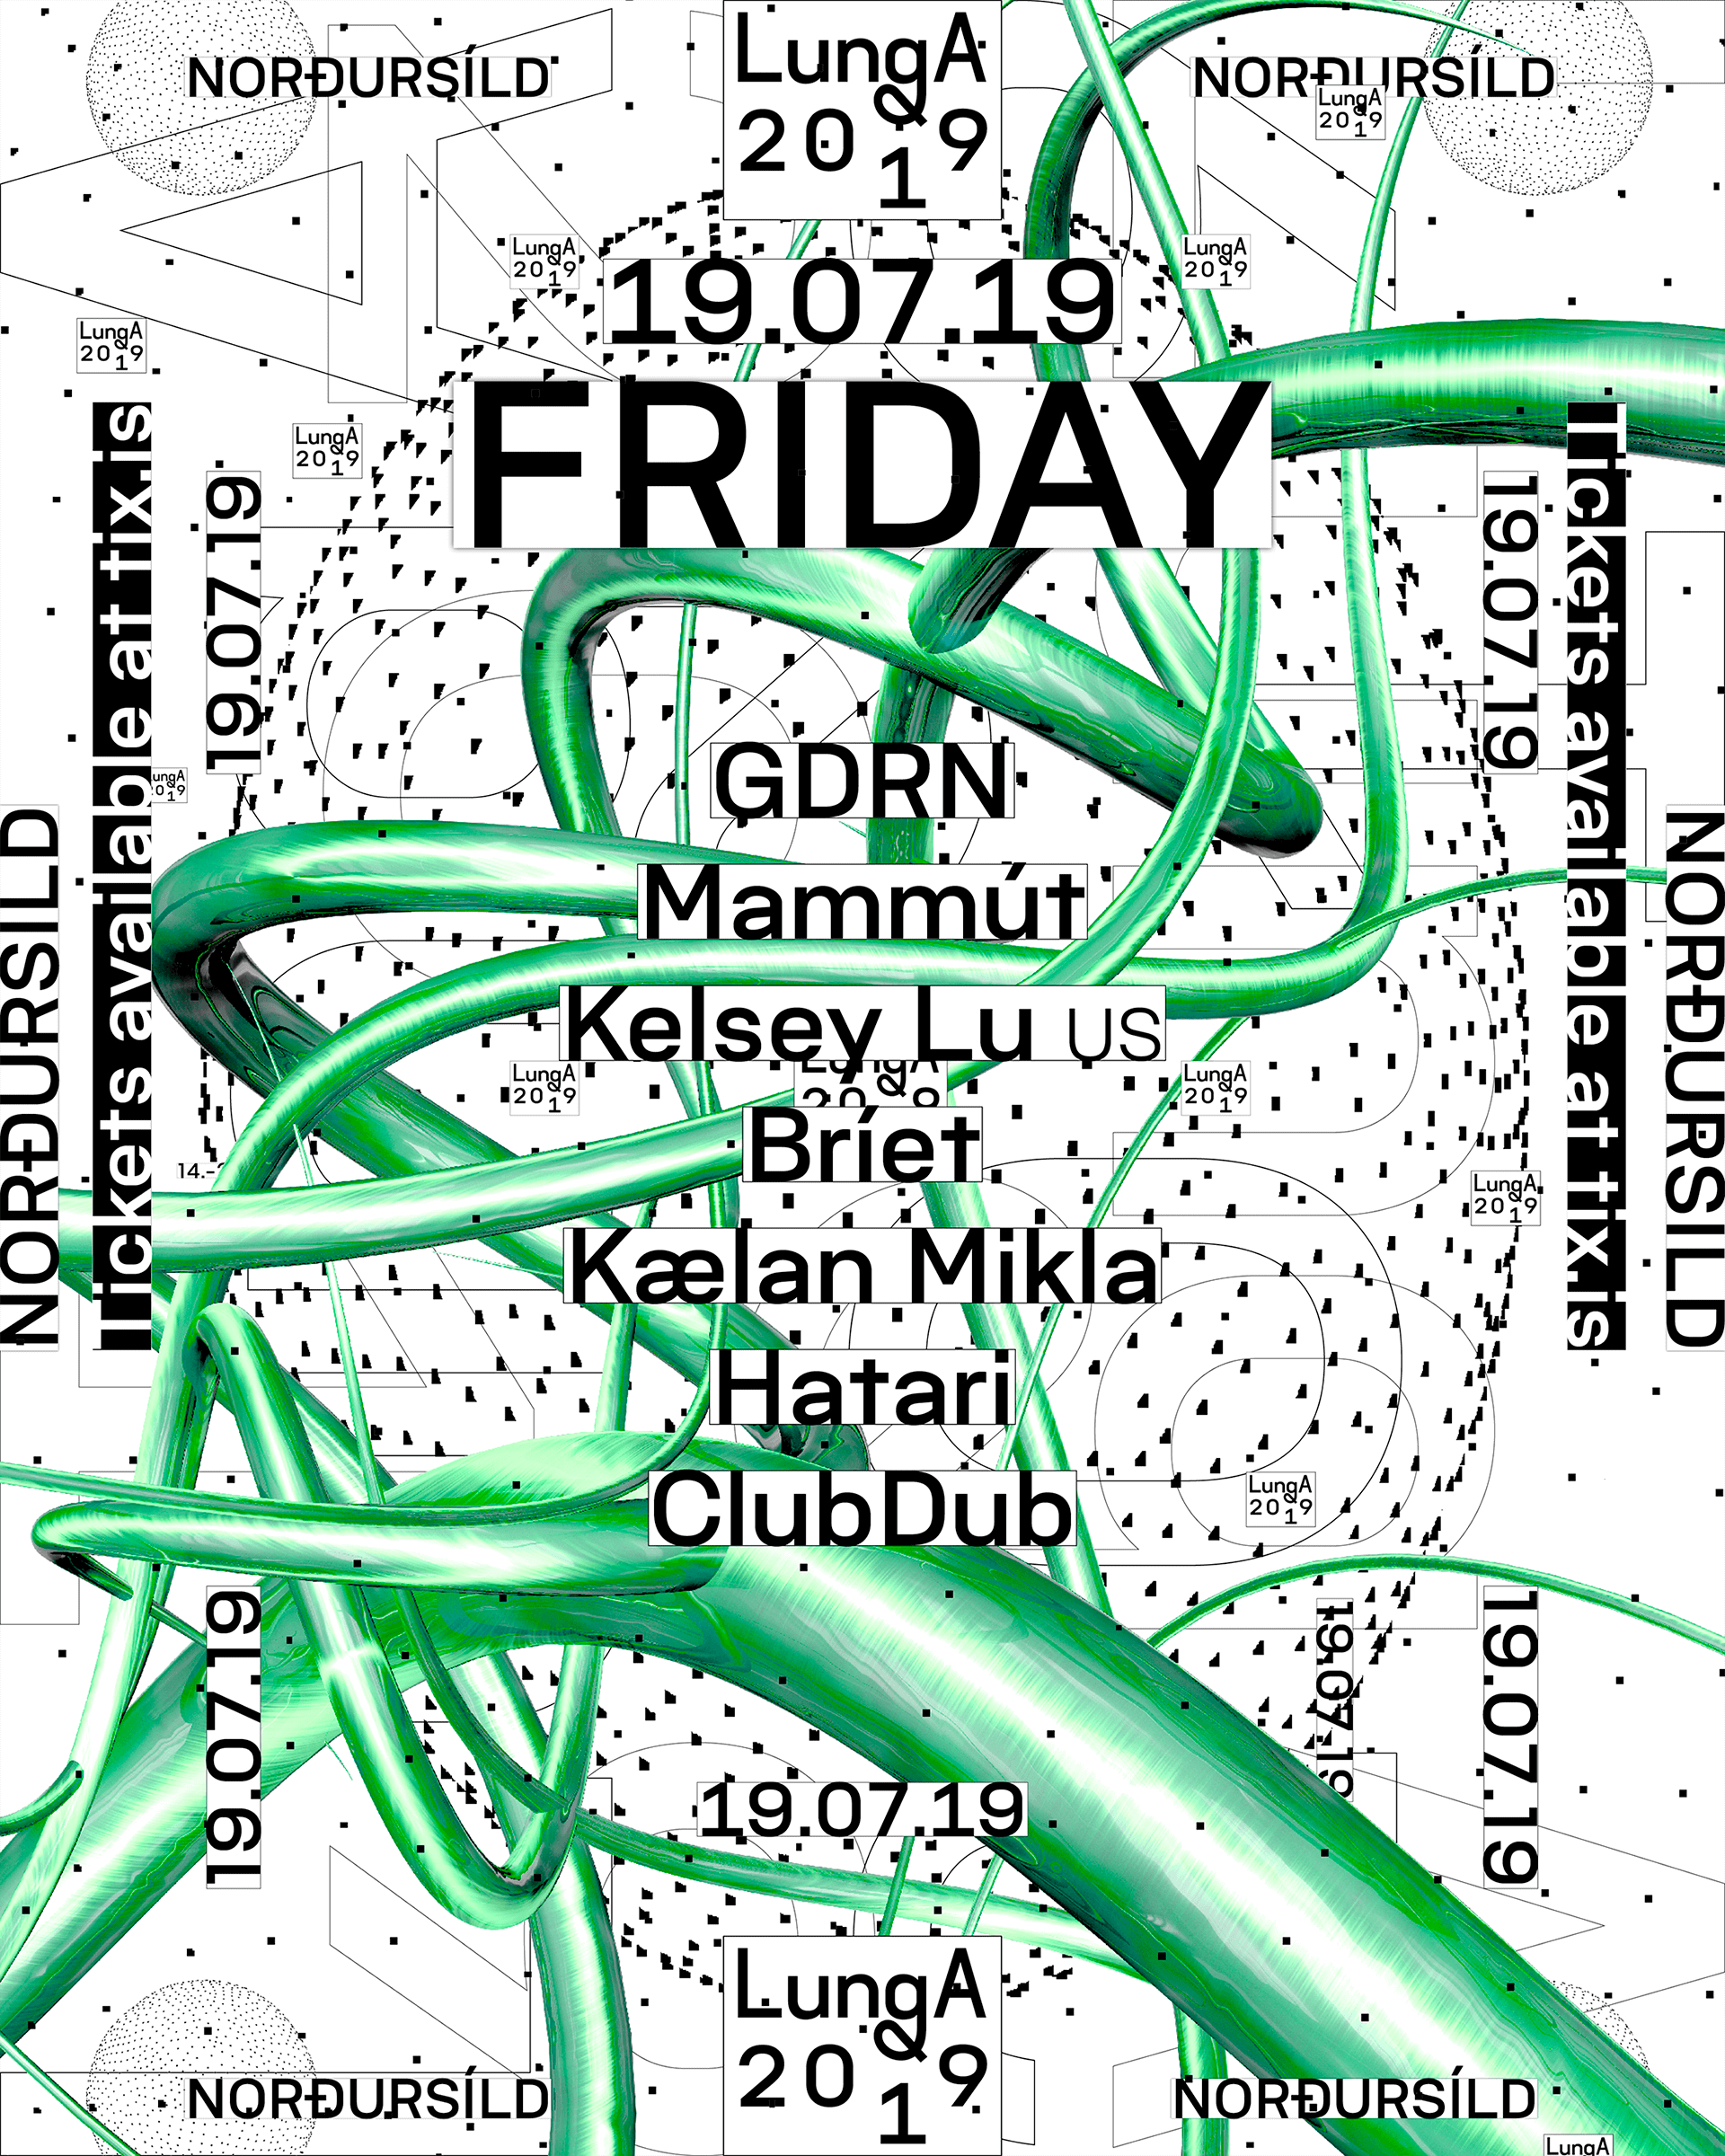 LungA
2019
NORÐURSÍLD
NORÐURSÍLD
LungA
2019
LungA
2019
LungA
2019
19.07.19
LungA
2019
FRIDAY
LungA
2019
Tickets available at tix.is
Tickets available at tix.is
19.07.19
19.07.19
GDRN
LungA
2019
NORÐURSÍLD
NORÐURSÍLD
Mammút
Kelsey Lu US
LungA
2019
LungA
2019
LungA
2019
Bríet
14.-
LungA
2019
Kælan Mikla
Hatari
ClubDub
LungA
2019
19.07.19
19.07.19
19.07.19
19.07.19
LungA
2019
NORÐURSÍLD
NORÐURSÍLD
LungA